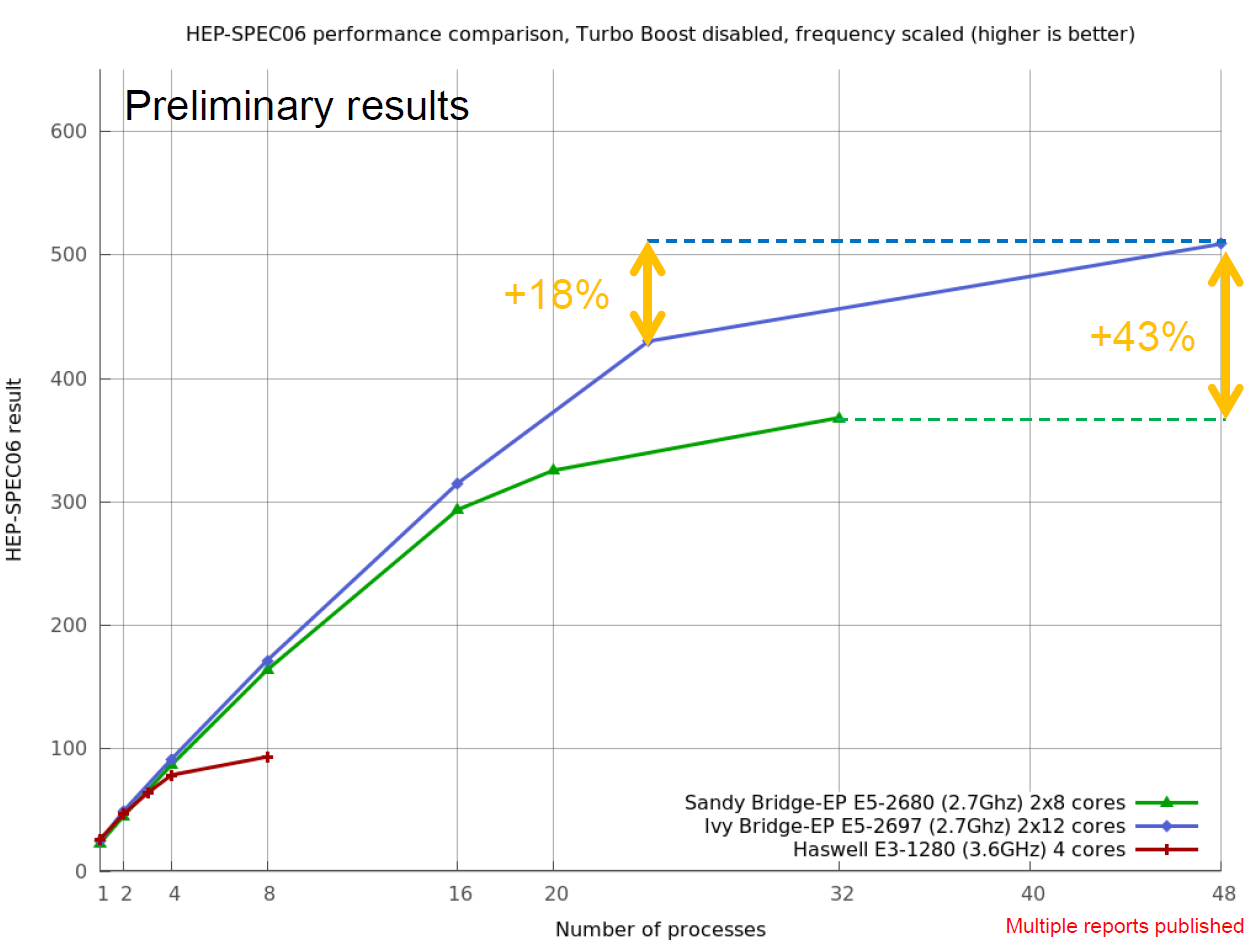 HEP-SPEC06 performance comparison, Turbo Boost disabled, frequency scaled (higher is better)
Preliminary results
600
500
400
300
200
100
0
HEP-SPEC06 result
+18%
+43%
Sandy Bridge-EP E5-2680 (2.7Ghz) 2x8 cores
Ivy Bridge-EP E5-2697 (2.7Ghz) 2x12 cores
Haswell E3-1280 (3.6GHz) 4 cores
1 2 4 8 16 20 32 40 48
Number of processes
Multiple reports published